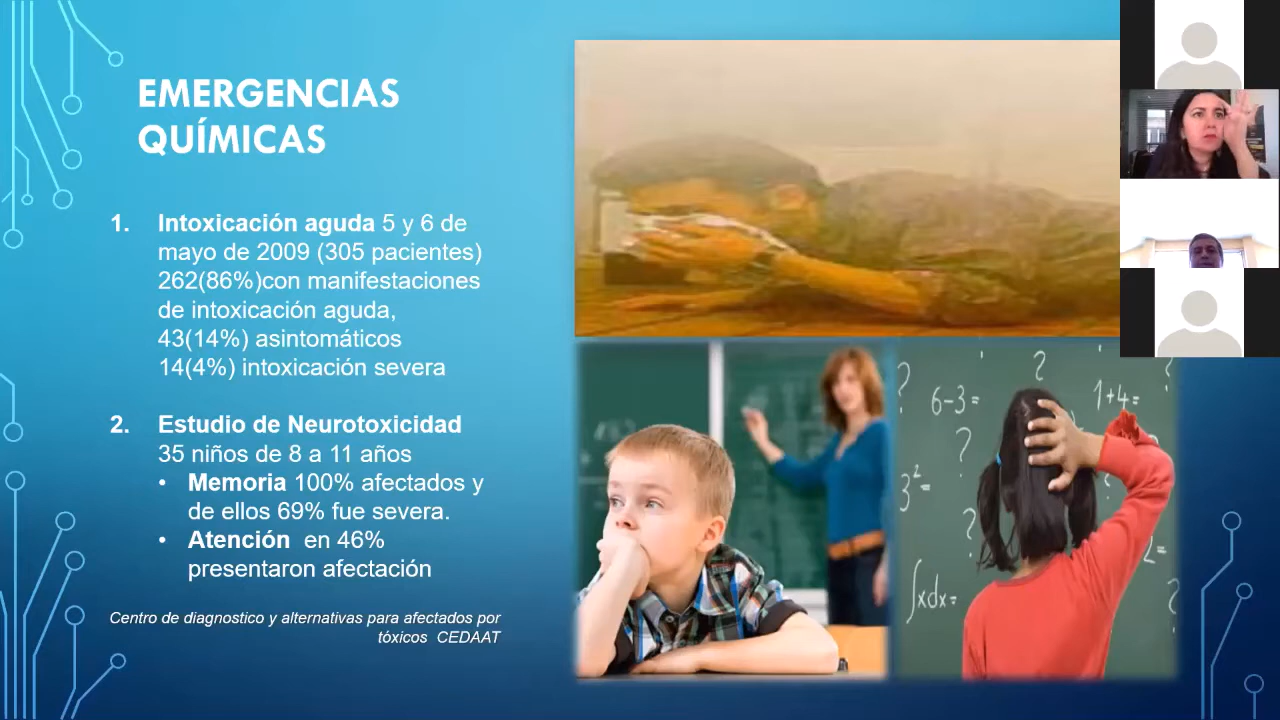 EMERGENCIAS
QUÍMICAS
1. Intoxicación aguda 5 y 6 de
mayo de 2009 (305 pacientes)
262(86%)con manifestaciones
de intoxicación aguda,
43(14%) asintomáticos
14(4%) intoxicación severa
2. Estudio de Neurotoxicidad
35 niños de 8 a 11 años
• Memoria 100% afectados y
de ellos 69% fue severa.
• Atención en 46%
presentaron afectación
Centro de diagnostico y alternativas para afectados por
tóxicos CEDAAT
? ? ?
? 6-3= 1+4=
?
3²= ?
? 2=
∫xdx= ?